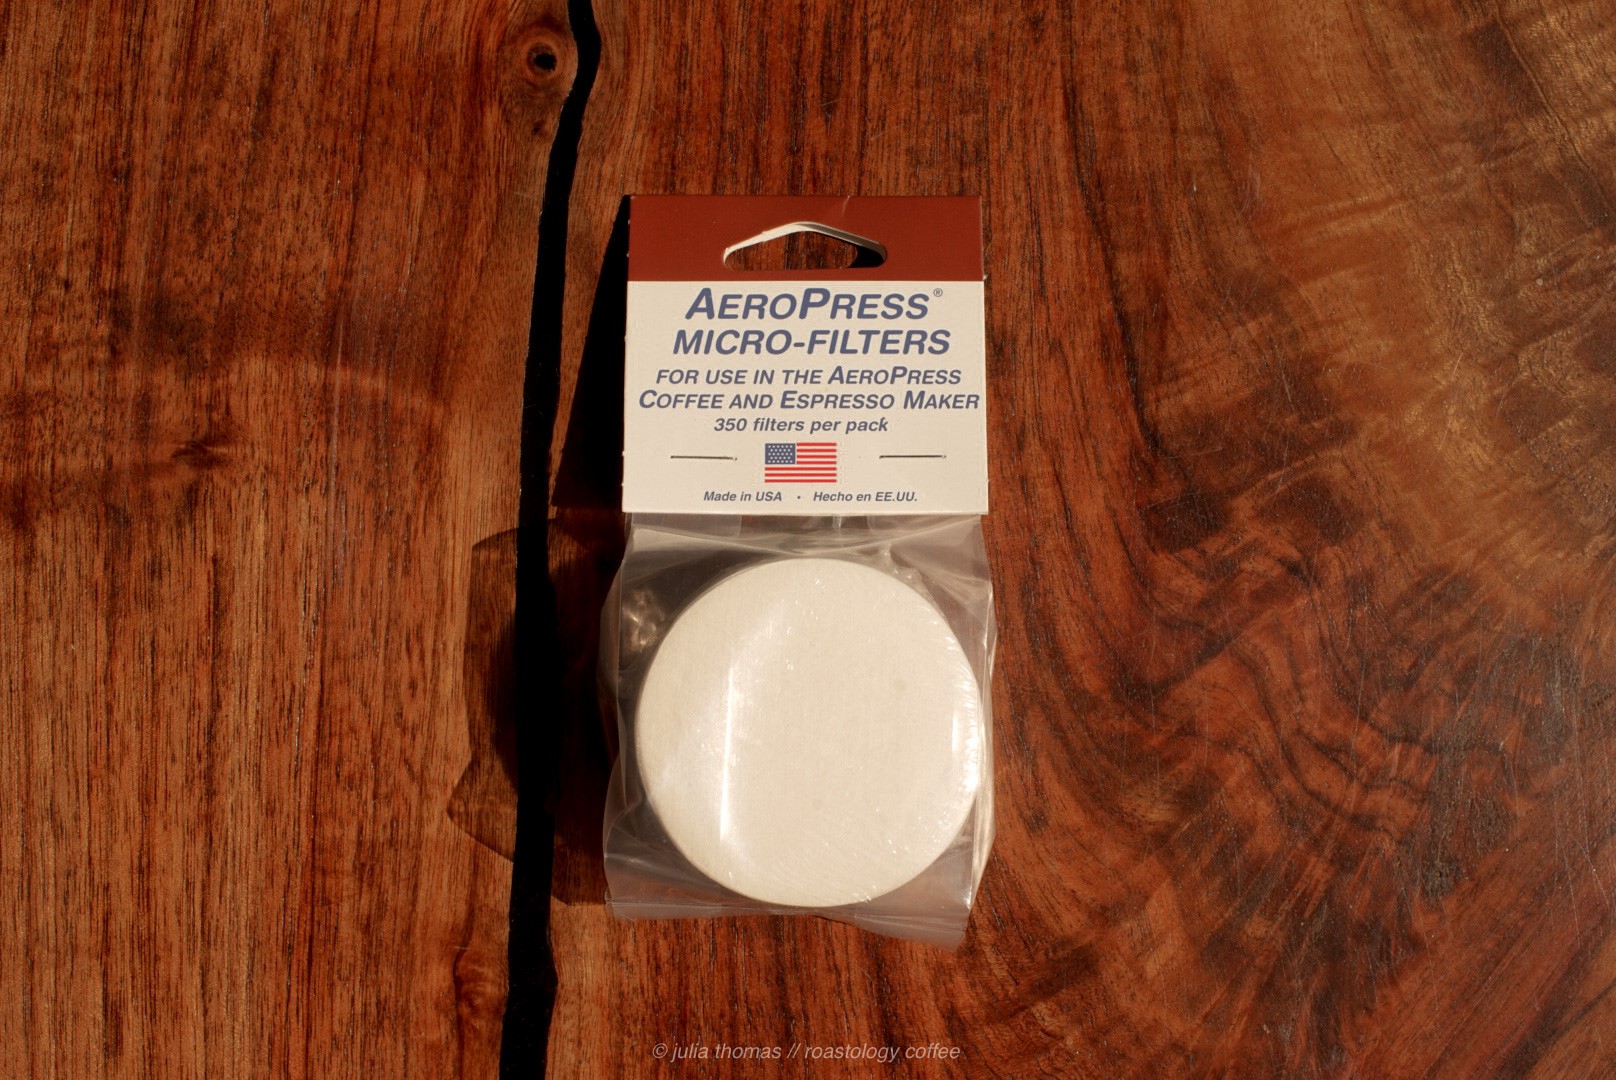 AEROPRESS®
MICRO-FILTERS
FOR USE IN THE AEROPRESS
COFFEE AND ESPRESSO MAKER
350 filters per pack
Made in USA • Hecho en EE.UU.
© julia thomas // roastology coffee